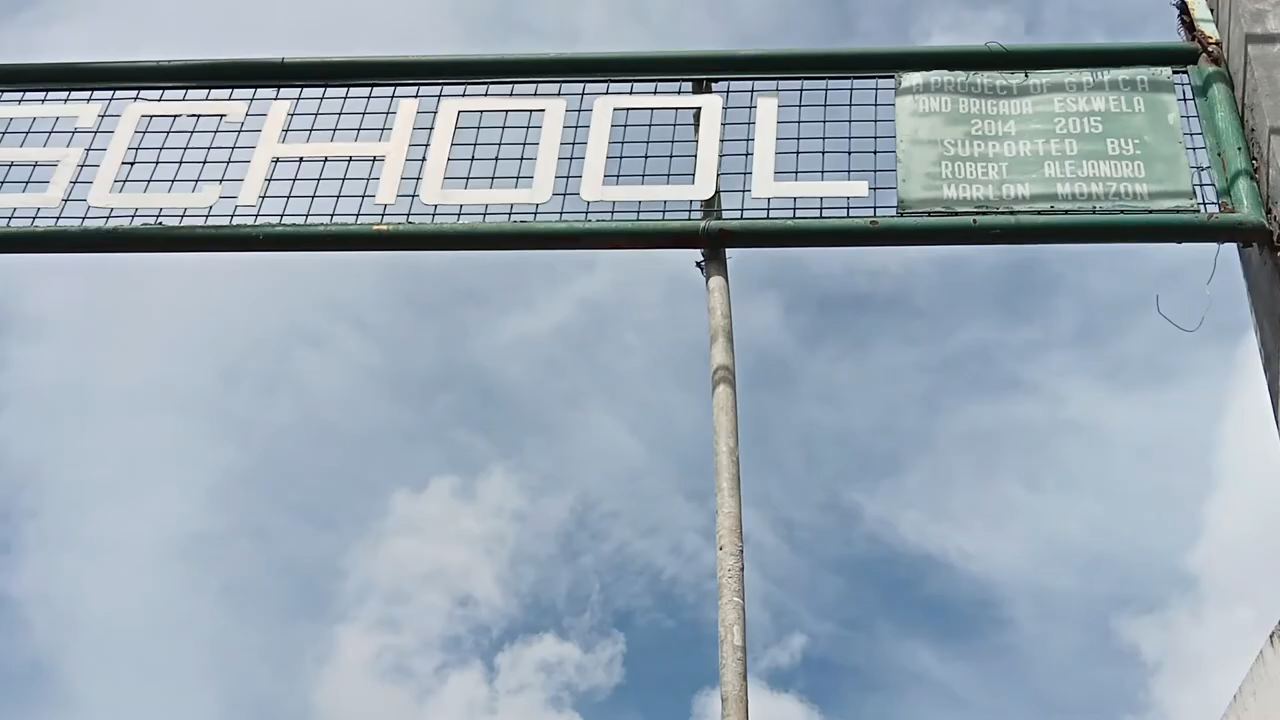 SCHOOL
A PROJECT OF GPTCA
AND BRIGADA ESKWELA
2014 2015
SUPPORTED BY:
ROBERT ALEJANDRO
MARLON MONZON